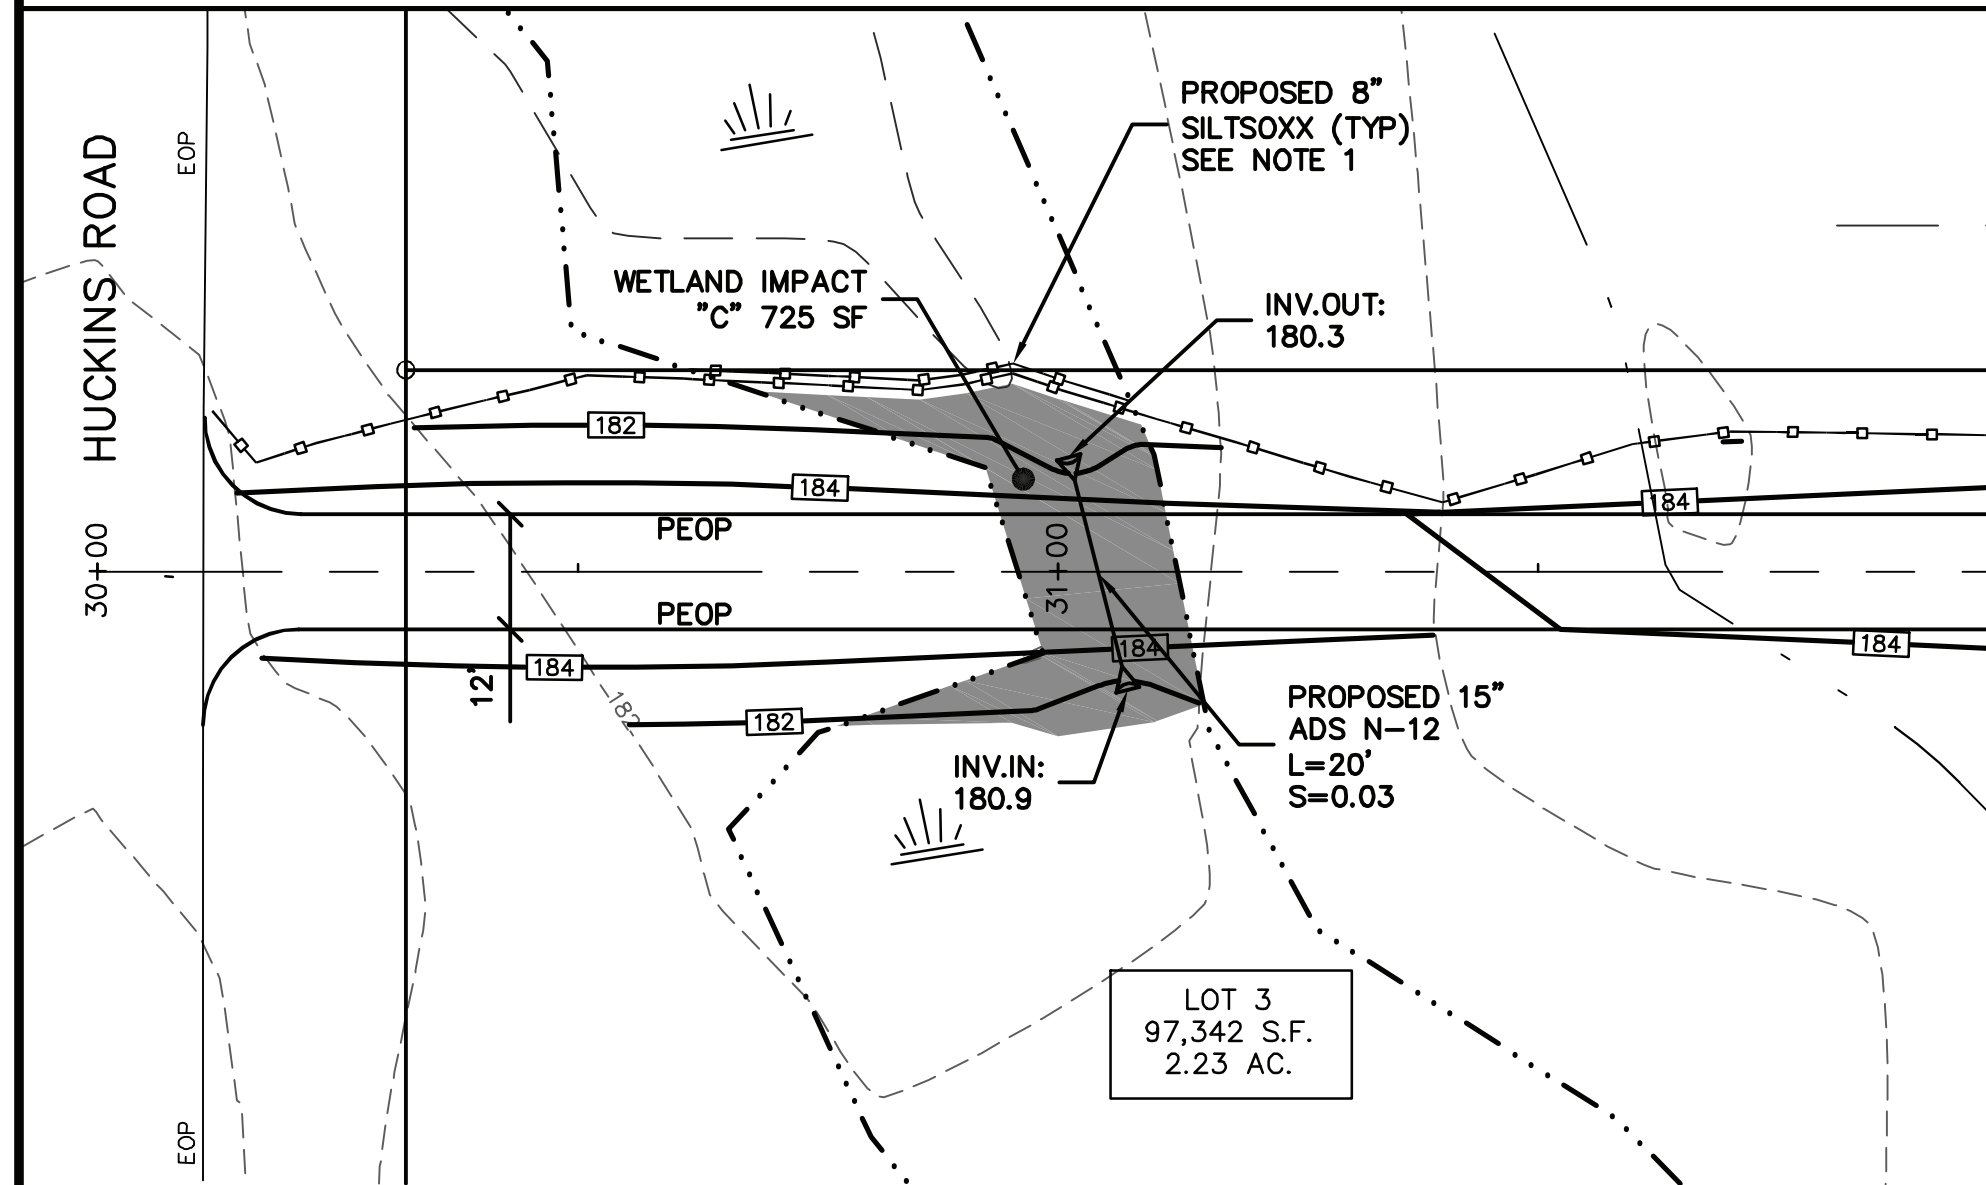 HUCKINS ROAD
EOP
PROPOSED 8"
SILTSOXX (TYP)
SEE NOTE 1
WETLAND IMPACT
"C" 725 SF
INV.OUT:
180.3
182
184
184
PEOP
30+00
31+00
PEOP
184
184
184
12'
182
182
PROPOSED 15"
ADS N-12
L=20'
S=0.03
INV.IN:
180.9
LOT 3
97,342 S.F.
2.23 AC.
EOP